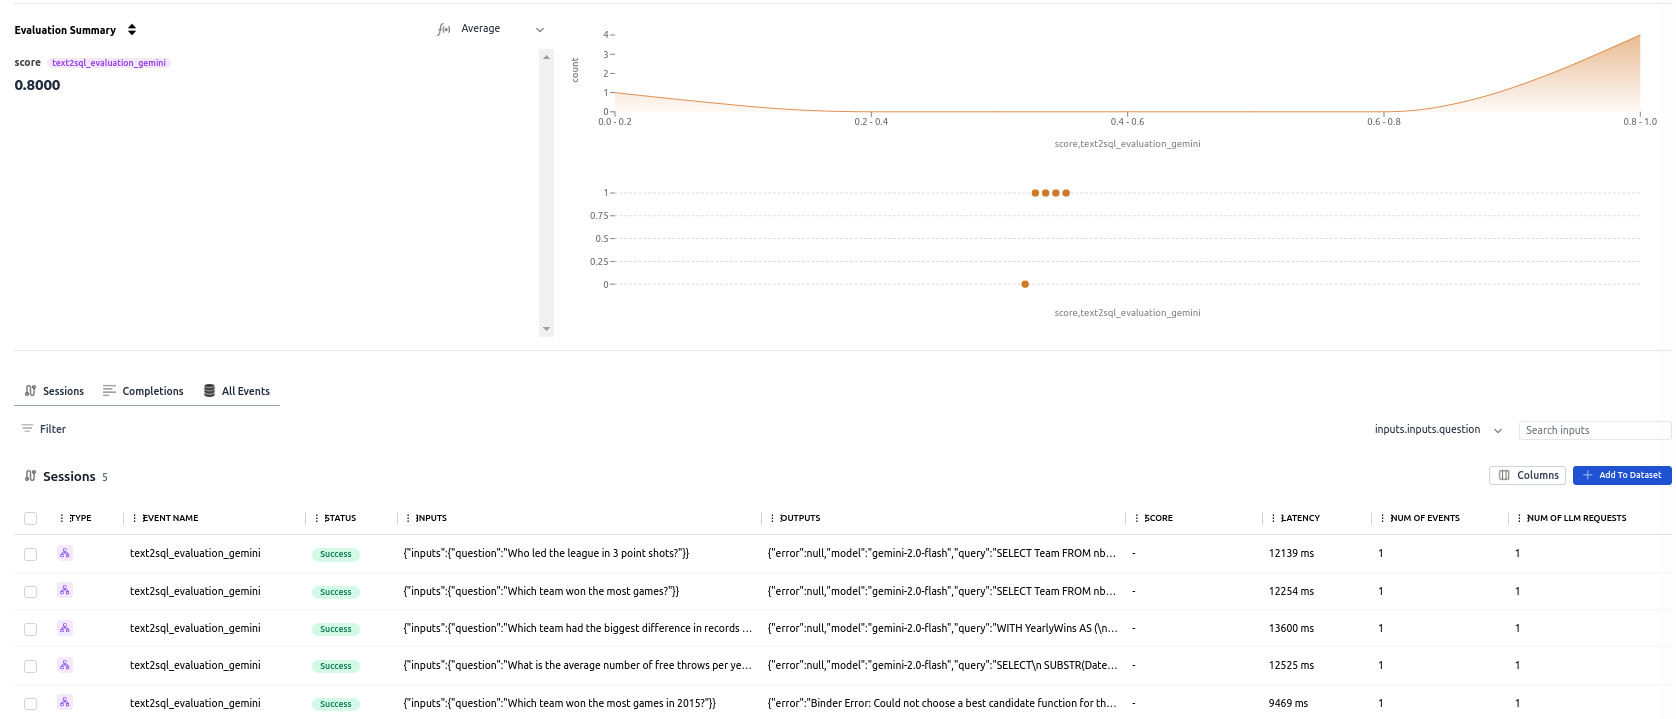 Evaluation Summary
f(x) Average
score text2sql_evaluation_gemini
0.8000
count
4
3
2
1
0
0.0 - 0.2 0.2 - 0.4 0.4 - 0.6 0.6 - 0.8 0.8 - 1.0
score,text2sql_evaluation_gemini
1
0.75
0.5
0.25
0
score,text2sql_evaluation_gemini
Sessions Completions All Events
Filter
inputs.inputs.question Search inputs
Sessions 5
Columns + Add To Dataset
TYPE EVENT NAME STATUS INPUTS OUTPUTS SCORE LATENCY NUM OF EVENTS NUM OF LLM REQUESTS
text2sql_evaluation_gemini Success {"inputs":{"question":"Who led the league in 3 point shots?"}} {"error":null,"model":"gemini-2.0-flash","query":"SELECT Team FROM nb... - 12139 ms 1 1
text2sql_evaluation_gemini Success {"inputs":{"question":"Which team won the most games?"}} {"error":null,"model":"gemini-2.0-flash","query":"SELECT Team FROM nb... - 12254 ms 1 1
text2sql_evaluation_gemini Success {"inputs":{"question":"Which team had the biggest difference in records ... {"error":null,"model":"gemini-2.0-flash","query":"WITH YearlyWins AS (\n... - 13600 ms 1 1
text2sql_evaluation_gemini Success {"inputs":{"question":"What is the average number of free throws per ye... {"error":null,"model":"gemini-2.0-flash","query":"SELECT\n SUBSTR(Date... - 12525 ms 1 1
text2sql_evaluation_gemini Success {"inputs":{"question":"Which team won the most games in 2015?"}} {"error":"Binder Error: Could not choose a best candidate function for th... - 9469 ms 1 1